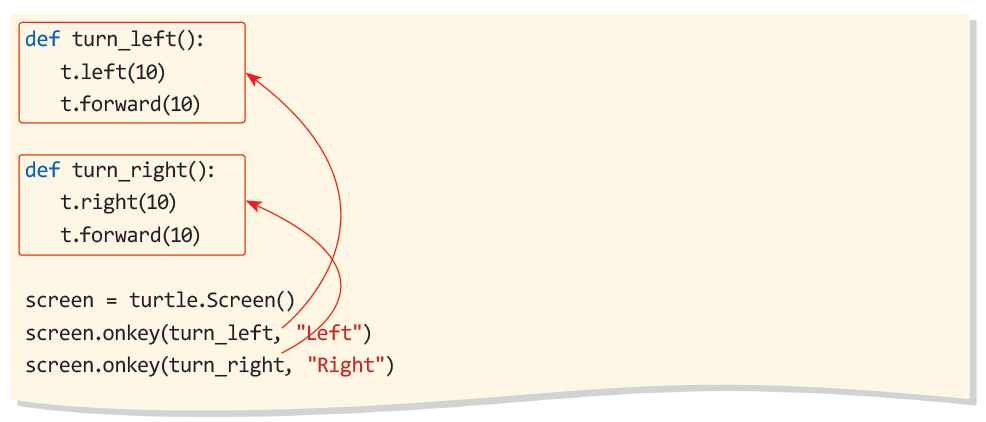 def turn_left():
    t.left(10)
    t.forward(10)
def turn_right():
    t.right(10)
    t.forward(10)
screen = turtle.Screen()
screen.onkey(turn_left, "Left")
screen.onkey(turn_right, "Right")